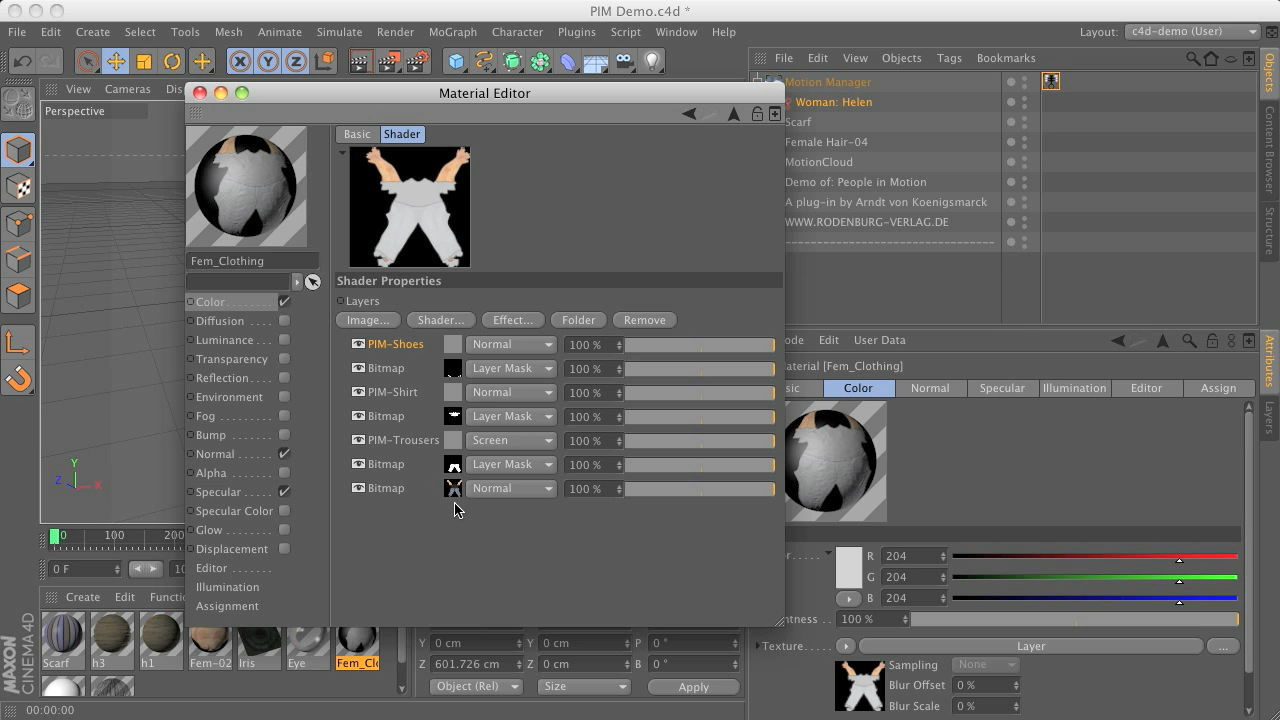 PIM Demo.c4d *
File Edit Create Select Tools Mesh Animate Simulate Render MoGraph Character Plugins Script Window Help
Layout: c4d-demo (User)
File Edit View Objects Tags Bookmarks
View Cameras
Perspective
Material Editor
Motion Manager
Woman: Helen
Scarf
Female Hair-04
MotionCloud
Demo of: People in Motion
A plug-in by Arndt von Koenigsmarck
WWW.RODENBURG-VERLAG.DE
--------------------------------
Objects
Content Browser
Structure
Basic Shader
Fem_Clothing
Shader Properties
Layers
Image... Shader... Effect... Folder Remove
PIM-Shoes Normal 100 %
Bitmap Layer Mask 100 %
PIM-Shirt Normal 100 %
Bitmap Layer Mask 100 %
PIM-Trousers Screen 100 %
Bitmap Layer Mask 100 %
Bitmap Normal 100 %
Color
Diffusion
Luminance
Transparency
Reflection
Environment
Fog
Bump
Normal
Alpha
Specular
Specular Color
Glow
Displacement
Editor
Illumination
Assignment
Edit User Data
[Fem_Clothing]
Color Normal Specular Illumination Editor Assign
Attributes
Layers
R 204
G 204
B 204
100 %
Texture Layer ...
Sampling None
Blur Offset 0 %
Blur Scale 0 %
Y
Z X
0 100 200
0 F
Create Edit
Scarf h3 h1 Fem-02 Iris Eye Fem_Clo
Y 0 cm Y 0 cm P 0 °
Z 601.726 cm Z 0 cm B 0 °
Object (Rel) Size Apply
MAXON CINEMA 4D
00:00:00